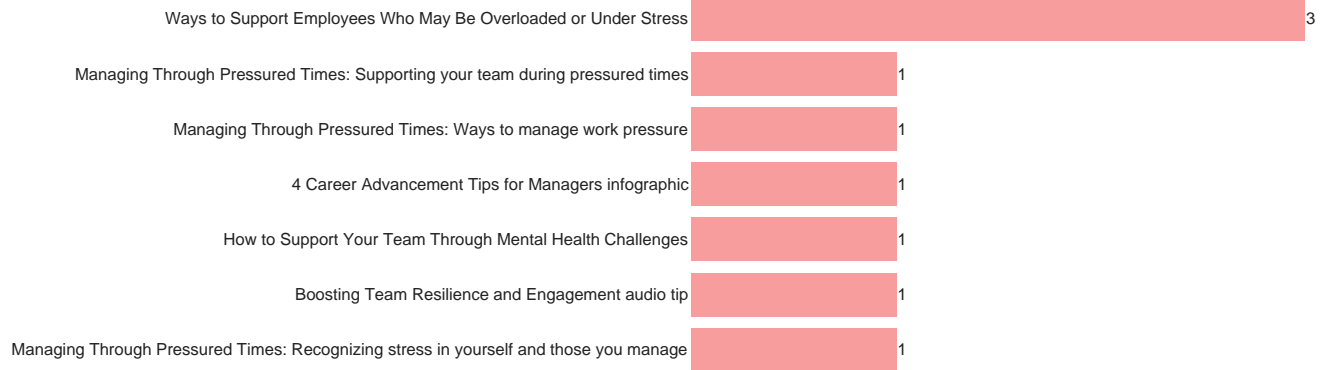 Ways to Support Employees Who May Be Overloaded or Under Stress 3
Managing Through Pressured Times: Supporting your team during pressured times 1
Managing Through Pressured Times: Ways to manage work pressure 1
4 Career Advancement Tips for Managers infographic 1
How to Support Your Team Through Mental Health Challenges 1
Boosting Team Resilience and Engagement audio tip 1
Managing Through Pressured Times: Recognizing stress in yourself and those you manage 1